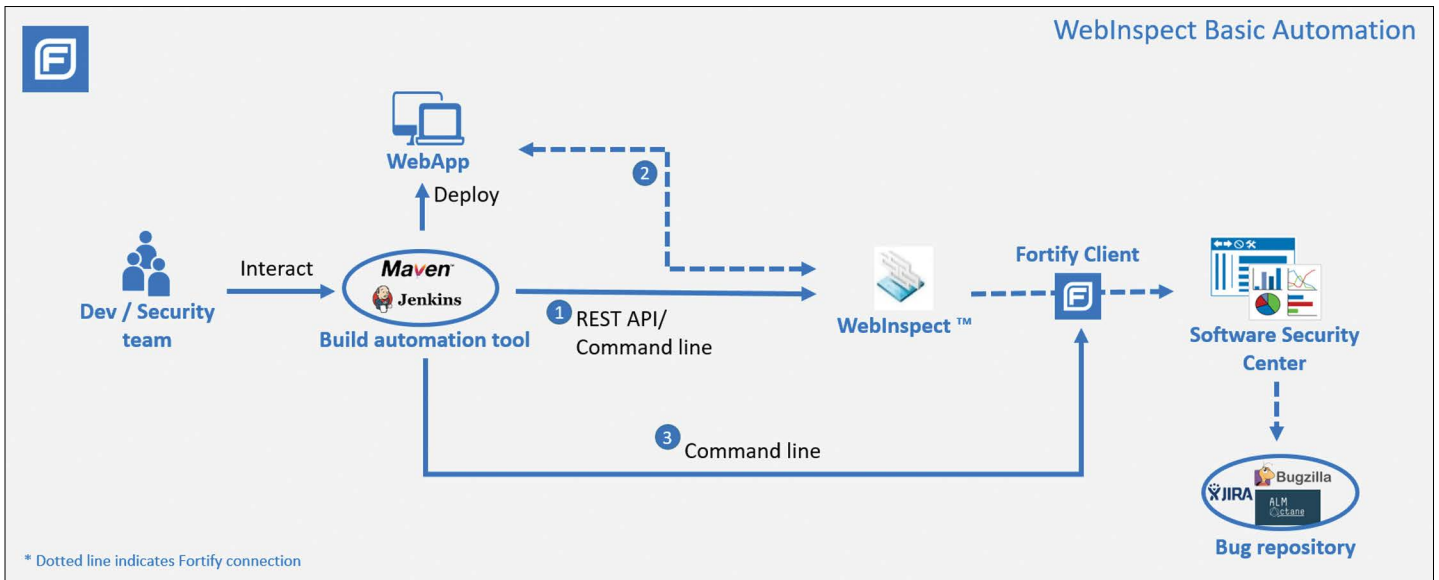 WebInspect Basic Automation
WebApp
2
Deploy
Interact
Maven™
Jenkins
Fortify Client
Dev / Security
team
Build automation tool
1
REST API/
Command line
WebInspect ™
Software Security
Center
3
Command line
Bugzilla
JIRA
ALM
Octane
Bug repository
* Dotted line indicates Fortify connection